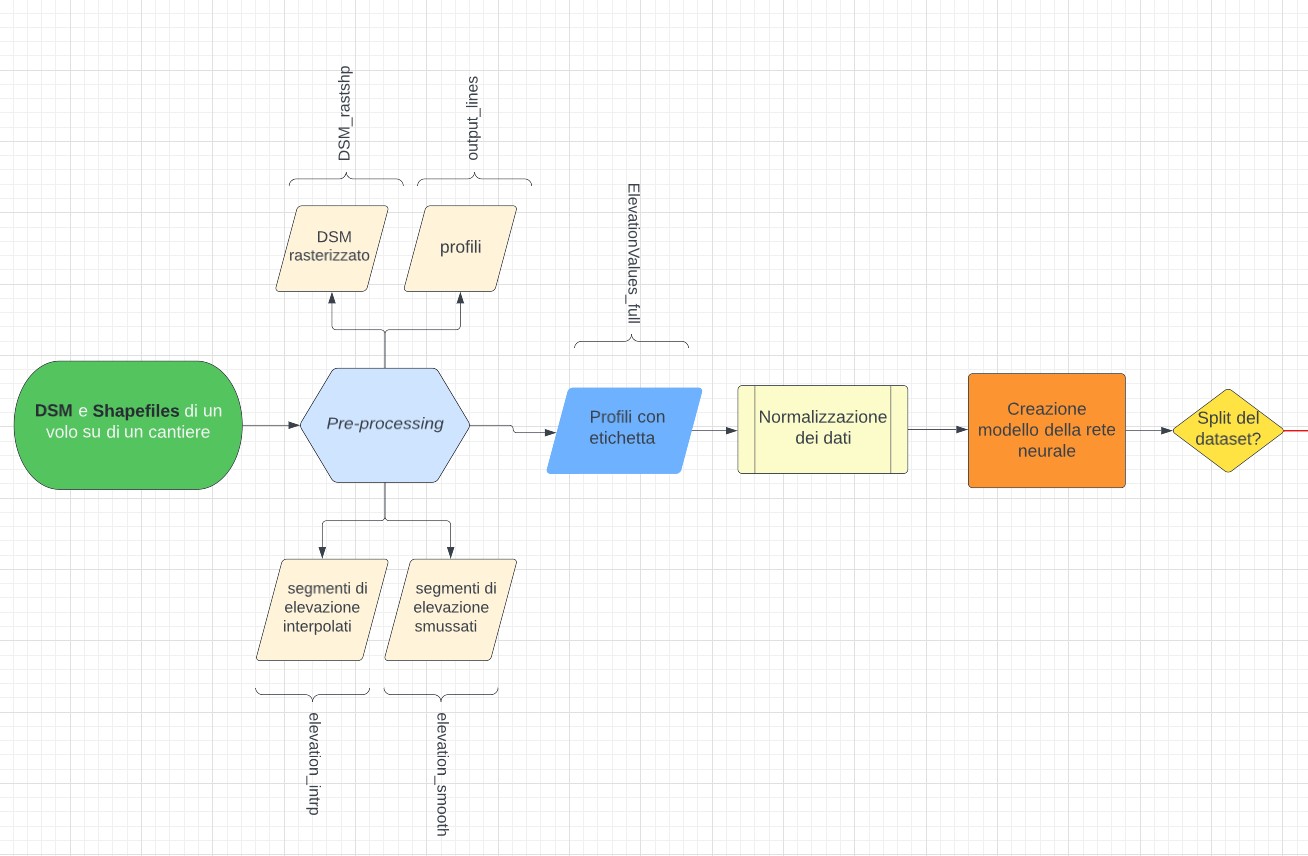 DSM_rastshp
output_lines
DSM
rasterizzato
profili
ElevationValues_full
DSM e Shapefiles di un
volo su di un cantiere
Pre-processing
Profili con
etichetta
Normalizzazione
dei dati
Creazione
modello della rete
neurale
Split del
dataset?
segmenti di
elevazione
interpolati
segmenti di
elevazione
smussati
elevation_intrp
elevation_smooth